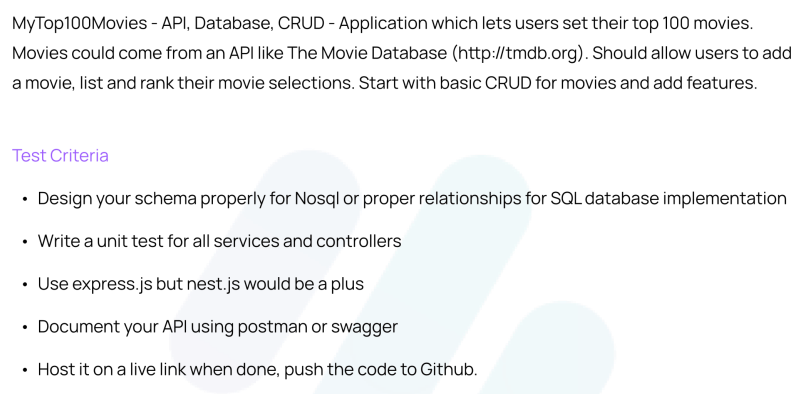 MyTop100Movies - API, Database, CRUD - Application which lets users set their top 100 movies.
Movies could come from an API like The Movie Database (http://tmdb.org). Should allow users to add
a movie, list and rank their movie selections. Start with basic CRUD for movies and add features.
Test Criteria
• Design your schema properly for Nosql or proper relationships for SQL database implementation
• Write a unit test for all services and controllers
• Use express.js but nest.js would be a plus
• Document your API using postman or swagger
• Host it on a live link when done, push the code to Github.